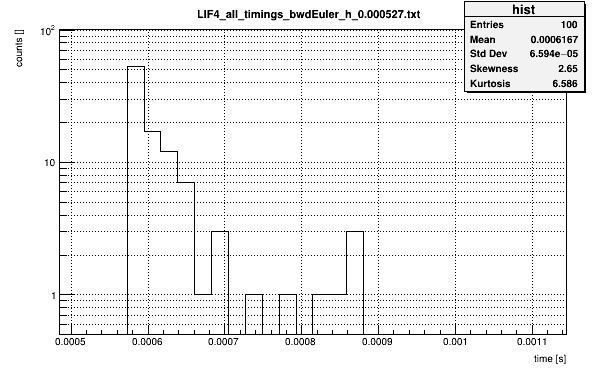 LIF4_all_timings_bwdEuler_h_0.000527.txt
hist
Entries 100
Mean 0.0006167
Std Dev 6.594e−05
Skewness 2.65
Kurtosis 6.586
counts []
10²
10
1
0.0005 0.0006 0.0007 0.0008 0.0009 0.001 0.0011
time [s]